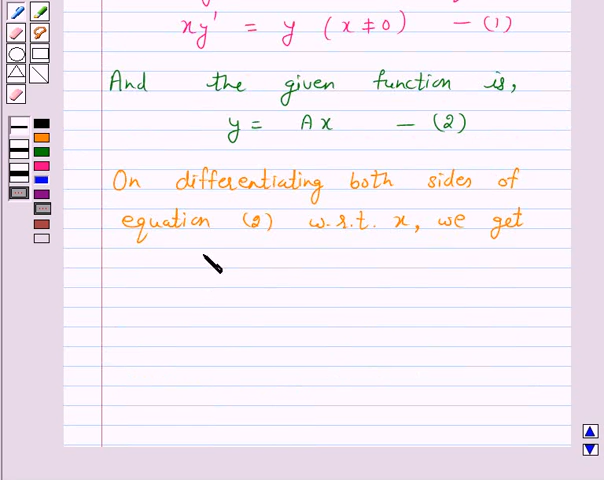 xy' = y (x ≠ 0) — (1)
And the given function is,
y = Ax — (2)
On differentiating both sides of
equation (2) w.r.t. x, we get